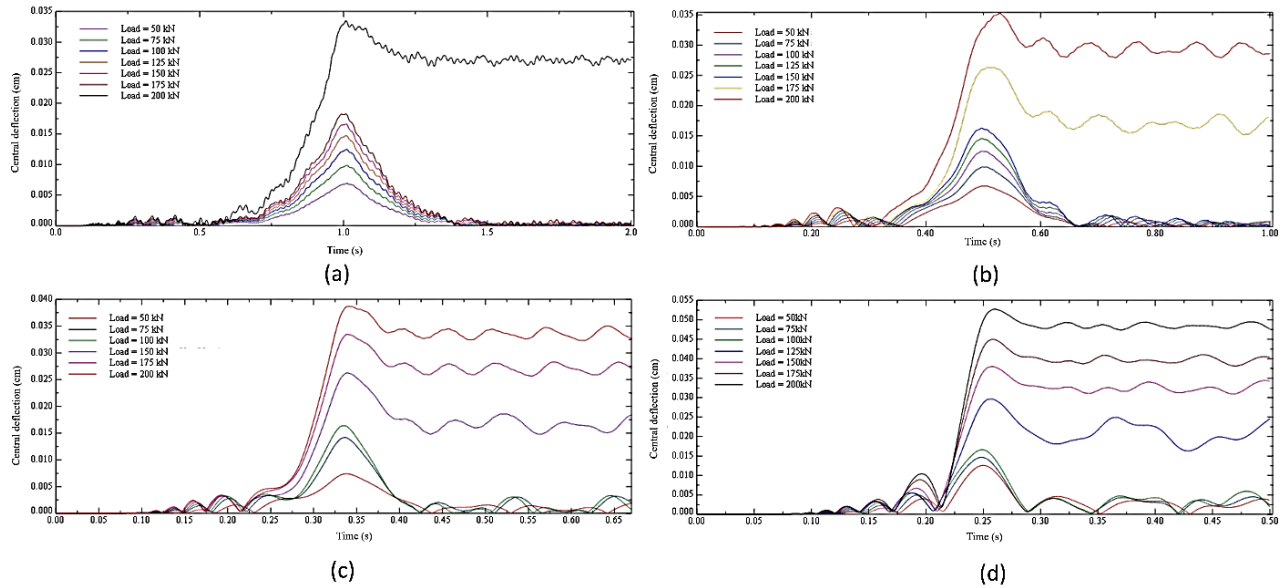 0.035
0.030
0.025
0.020
0.015
0.010
0.005
0.000
Central deflection (cm)
Load = 50 kN
Load = 75 kN
Load = 100 kN
Load = 125 kN
Load = 150 kN
Load = 175 kN
Load = 200 kN
0.0 0.5 1.0 1.5 2.0
Time (s)
(a)
0.035
0.030
0.025
0.020
0.015
0.010
0.005
0.000
Central deflection (cm)
Load = 50 kN
Load = 75 kN
Load = 100 kN
Load = 125 kN
Load = 150 kN
Load = 175 kN
Load = 200 kN
0.00 0.20 0.40 0.60 0.80 1.00
Time (s)
(b)
0.040
0.035
0.030
0.025
0.020
0.015
0.010
0.005
0.000
Central deflection (cm)
Load = 50 kN
Load = 75 kN
Load = 100 kN
Load = 150 kN
Load = 175 kN
Load = 200 kN
0.00 0.05 0.10 0.15 0.20 0.25 0.30 0.35 0.40 0.45 0.50 0.55 0.60 0.65
Time (s)
(c)
0.055
0.050
0.045
0.040
0.035
0.030
0.025
0.020
0.015
0.010
0.005
0.000
Central deflection (cm)
Load = 50kN
Load = 75kN
Load = 100kN
Load = 125kN
Load = 150kN
Load = 175kN
Load = 200kN
0.00 0.05 0.10 0.15 0.20 0.25 0.30 0.35 0.40 0.45 0.50
Time (s)
(d)